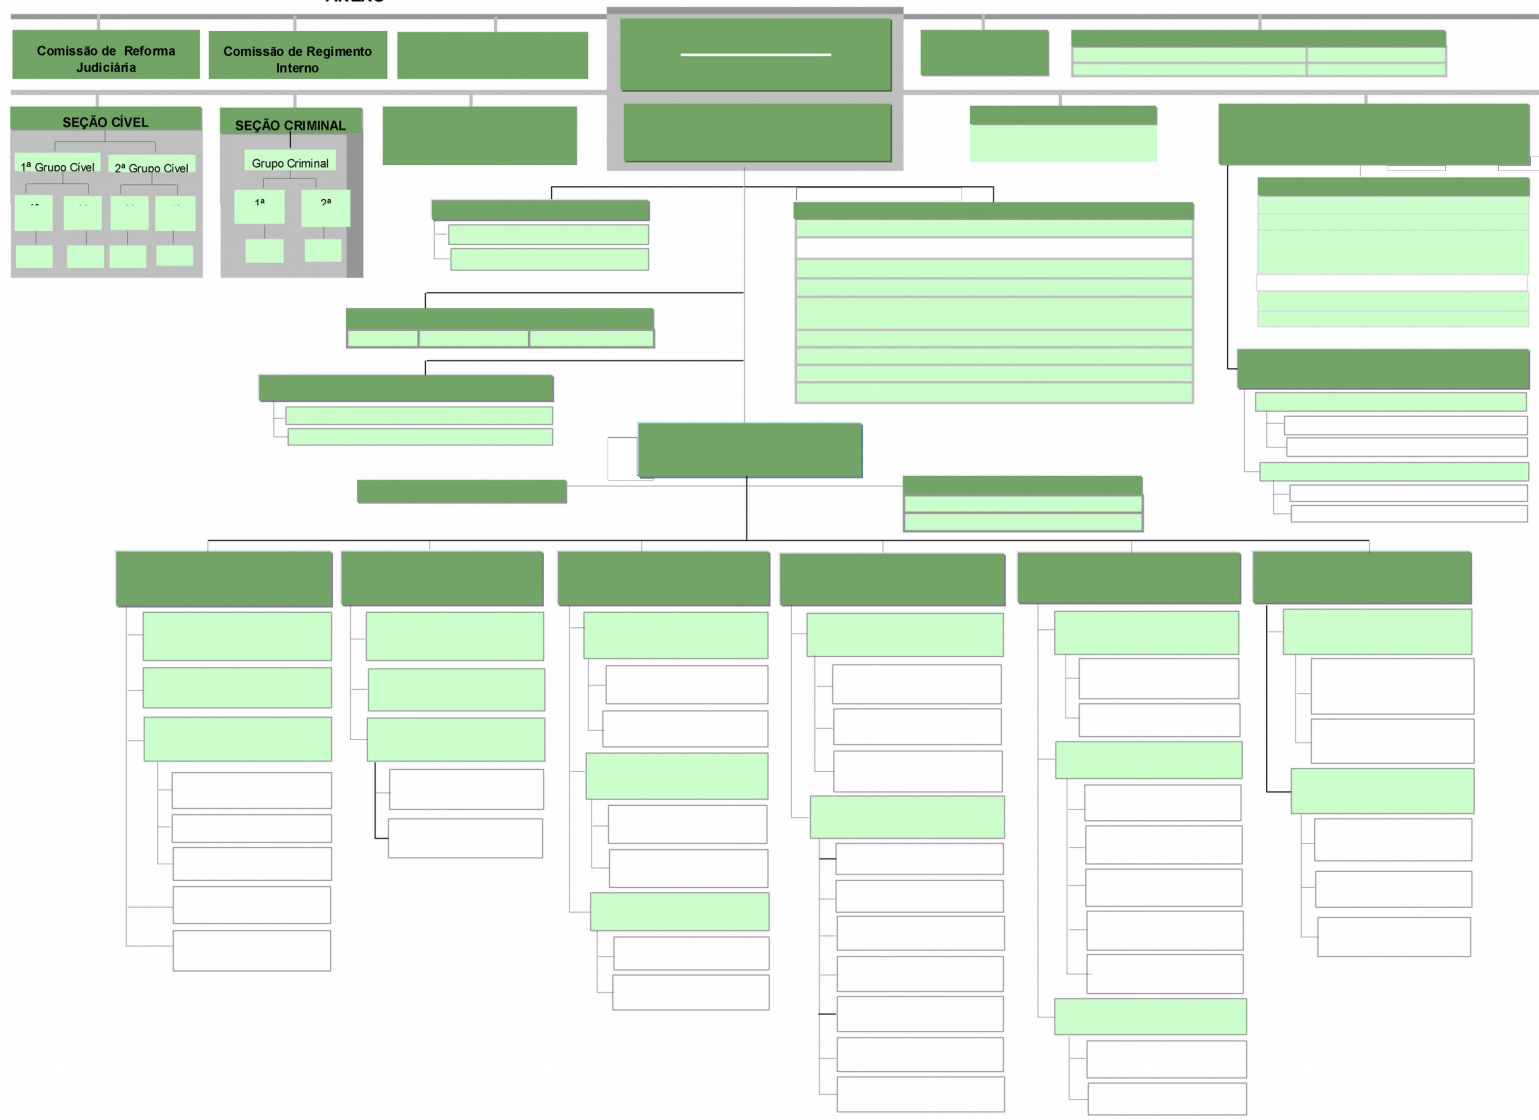 Comissão de Reforma
Judiciária
Comissão de Regimento
Interno
SEÇÃO CÍVEL
SEÇÃO CRIMINAL
1ª Grupo Cível
2ª Grupo Cível
Grupo Criminal
1ª
2ª